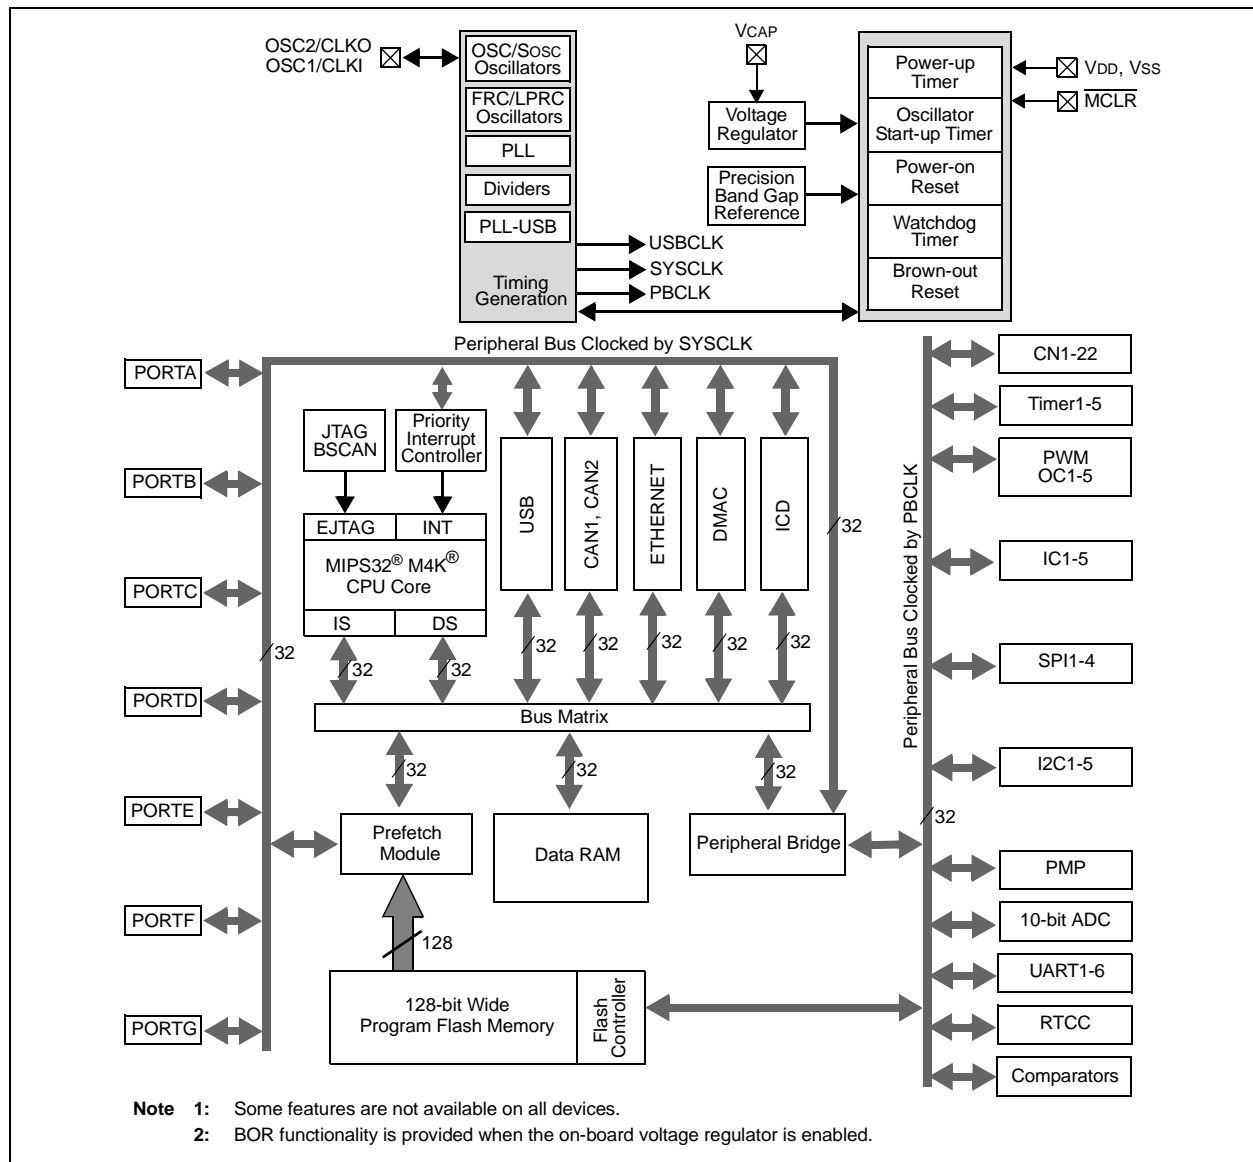 OSC2/CLKO
OSC1/CLKI
OSC/SOSC
Oscillators
FRC/LPRC
Oscillators
PLL
Dividers
PLL-USB
Timing
Generation
USBCLK
SYSCLK
PBCLK
VCAP
Voltage
Regulator
Precision
Band Gap
Reference
Power-up
Timer
Oscillator
Start-up Timer
Power-on
Reset
Watchdog
Timer
Brown-out
Reset
VDD, VSS
MCLR
Peripheral Bus Clocked by SYSCLK
PORTA
PORTB
PORTC
PORTD
PORTE
PORTF
PORTG
32
JTAG
BSCAN
Priority
Interrupt
Controller
EJTAG
INT
MIPS32® M4K®
CPU Core
IS
DS
32
32
USB
CAN1, CAN2
ETHERNET
DMAC
ICD
32
32
32
32
32
32
Bus Matrix
32
32
32
Prefetch
Module
Data RAM
Peripheral Bridge
128
128-bit Wide
Program Flash Memory
Flash
Controller
Peripheral Bus Clocked by PBCLK
32
CN1-22
Timer1-5
PWM
OC1-5
IC1-5
SPI1-4
I2C1-5
PMP
10-bit ADC
UART1-6
RTCC
Comparators
Note 1: Some features are not available on all devices.
2: BOR functionality is provided when the on-board voltage regulator is enabled.